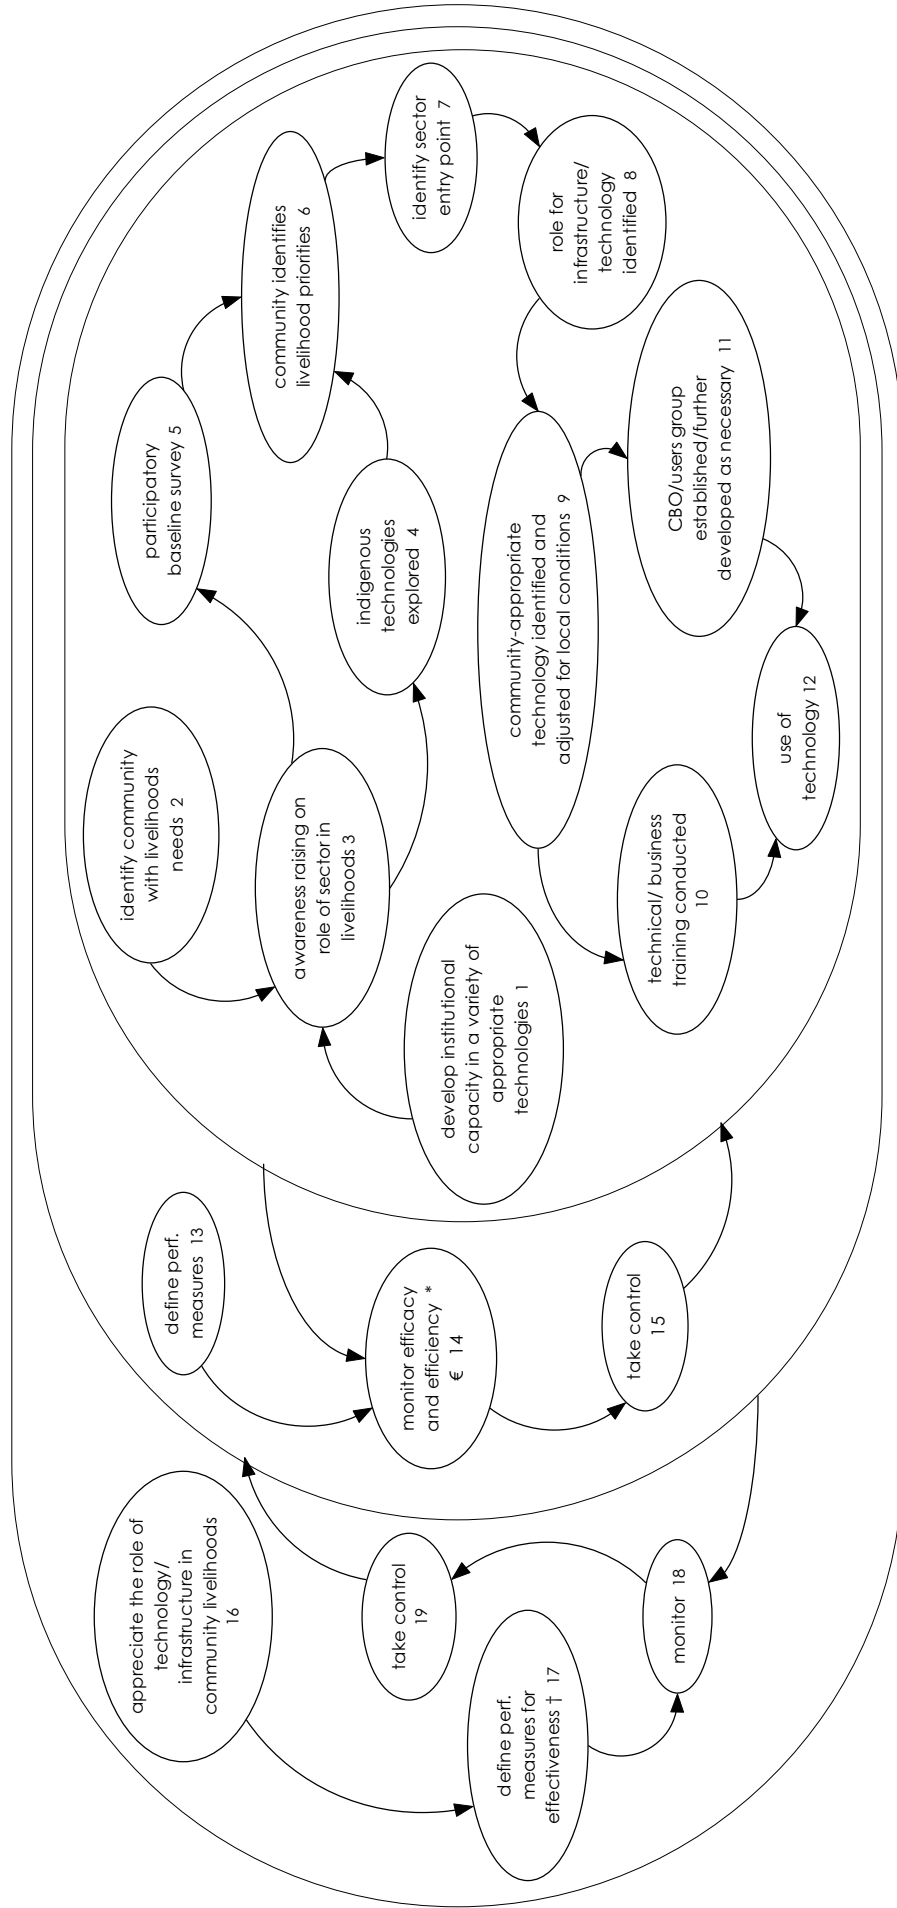 develop institutional
capacity in a variety of
appropriate
technologies 1
identify community
with livelihoods
needs 2
awareness raising on
role of sector in
livelihoods 3
indigenous
technologies
explored 4
participatory
baseline survey 5
community identifies
livelihood priorities 6
identify sector
entry point 7
role for
infrastructure/
technology
identified 8
community-appropriate
technology identified and
adjusted for local conditions 9
technical/ business
training conducted
10
CBO/users group
established/further
developed as necessary 11
use of
technology 12
define perf.
measures 13
monitor efficacy
and efficiency *
€ 14
take control
15
appreciate the role of
technology/
infrastructure in
community livelihoods
16
define perf.
measures for
effectiveness † 17
monitor 18
take control
19